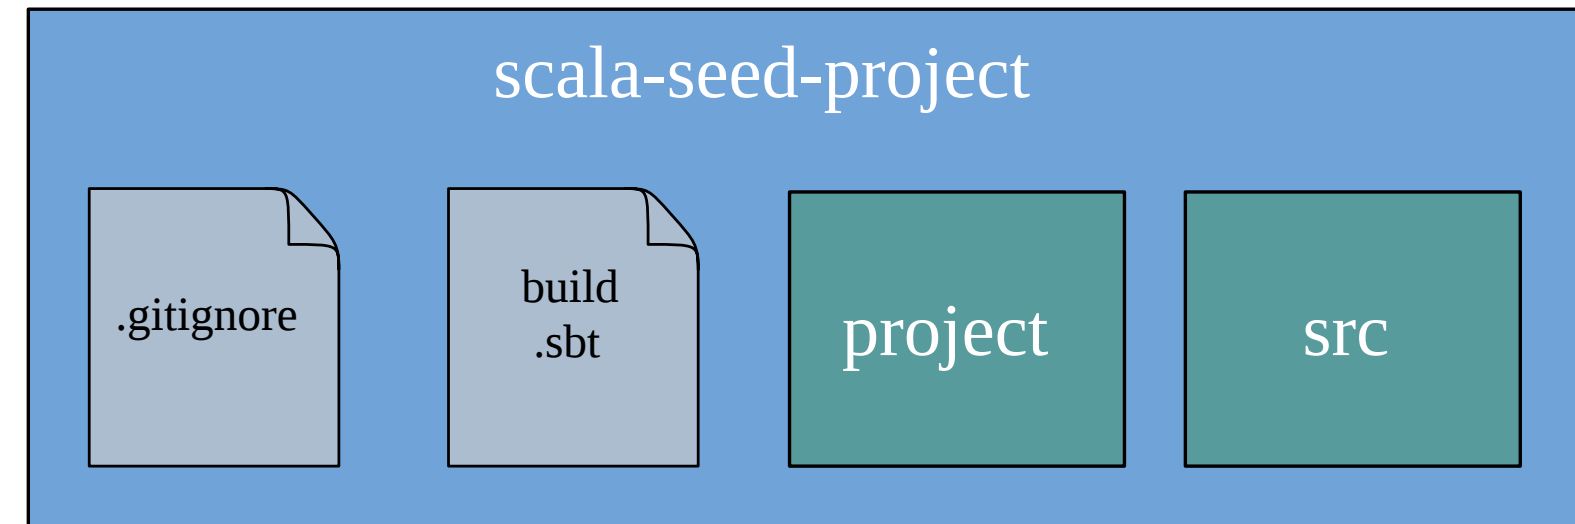 scala-seed-project
.gitignore
build
.sbt
project
src